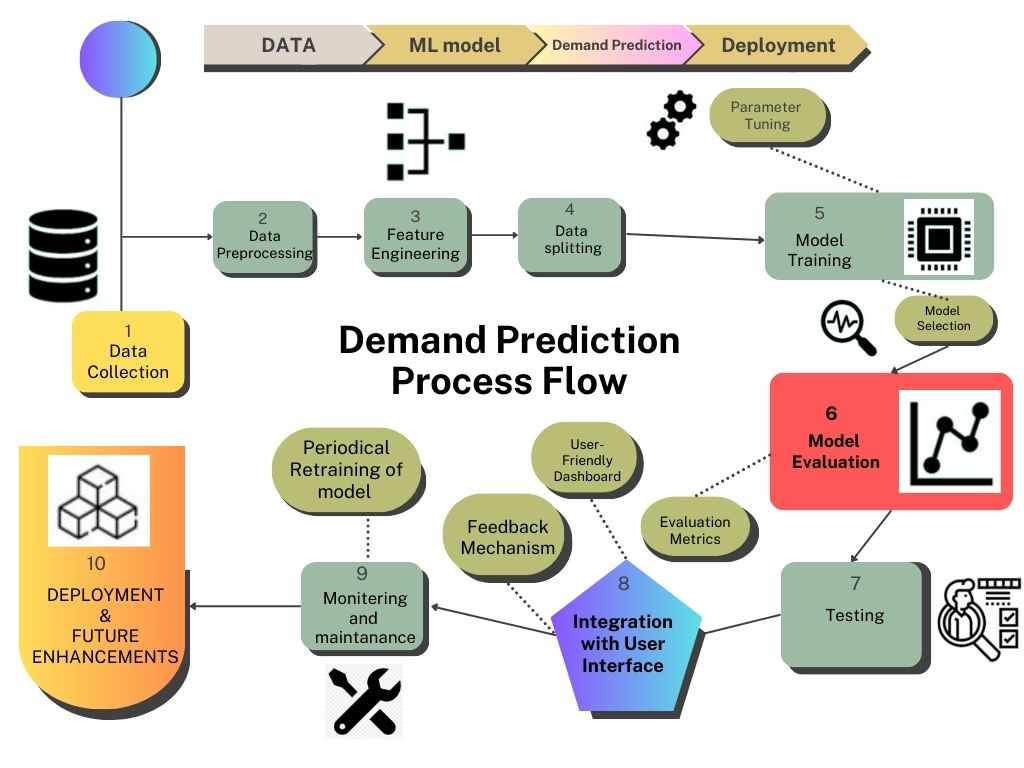 DATA
ML model
Demand Prediction
Deployment
Parameter
Tuning
2
Data
Preprocessing
3
Feature
Engineering
4
Data
splitting
5
Model
Training
Model
Selection
1
Data
Collection
Demand Prediction
Process Flow
6
Model
Evaluation
Evaluation
Metrics
7
Testing
User-
Friendly
Dashboard
Feedback
Mechanism
8
Integration
with User
Interface
Periodical
Retraining of
model
9
Monitering
and
maintanance
10
DEPLOYMENT
&
FUTURE
ENHANCEMENTS